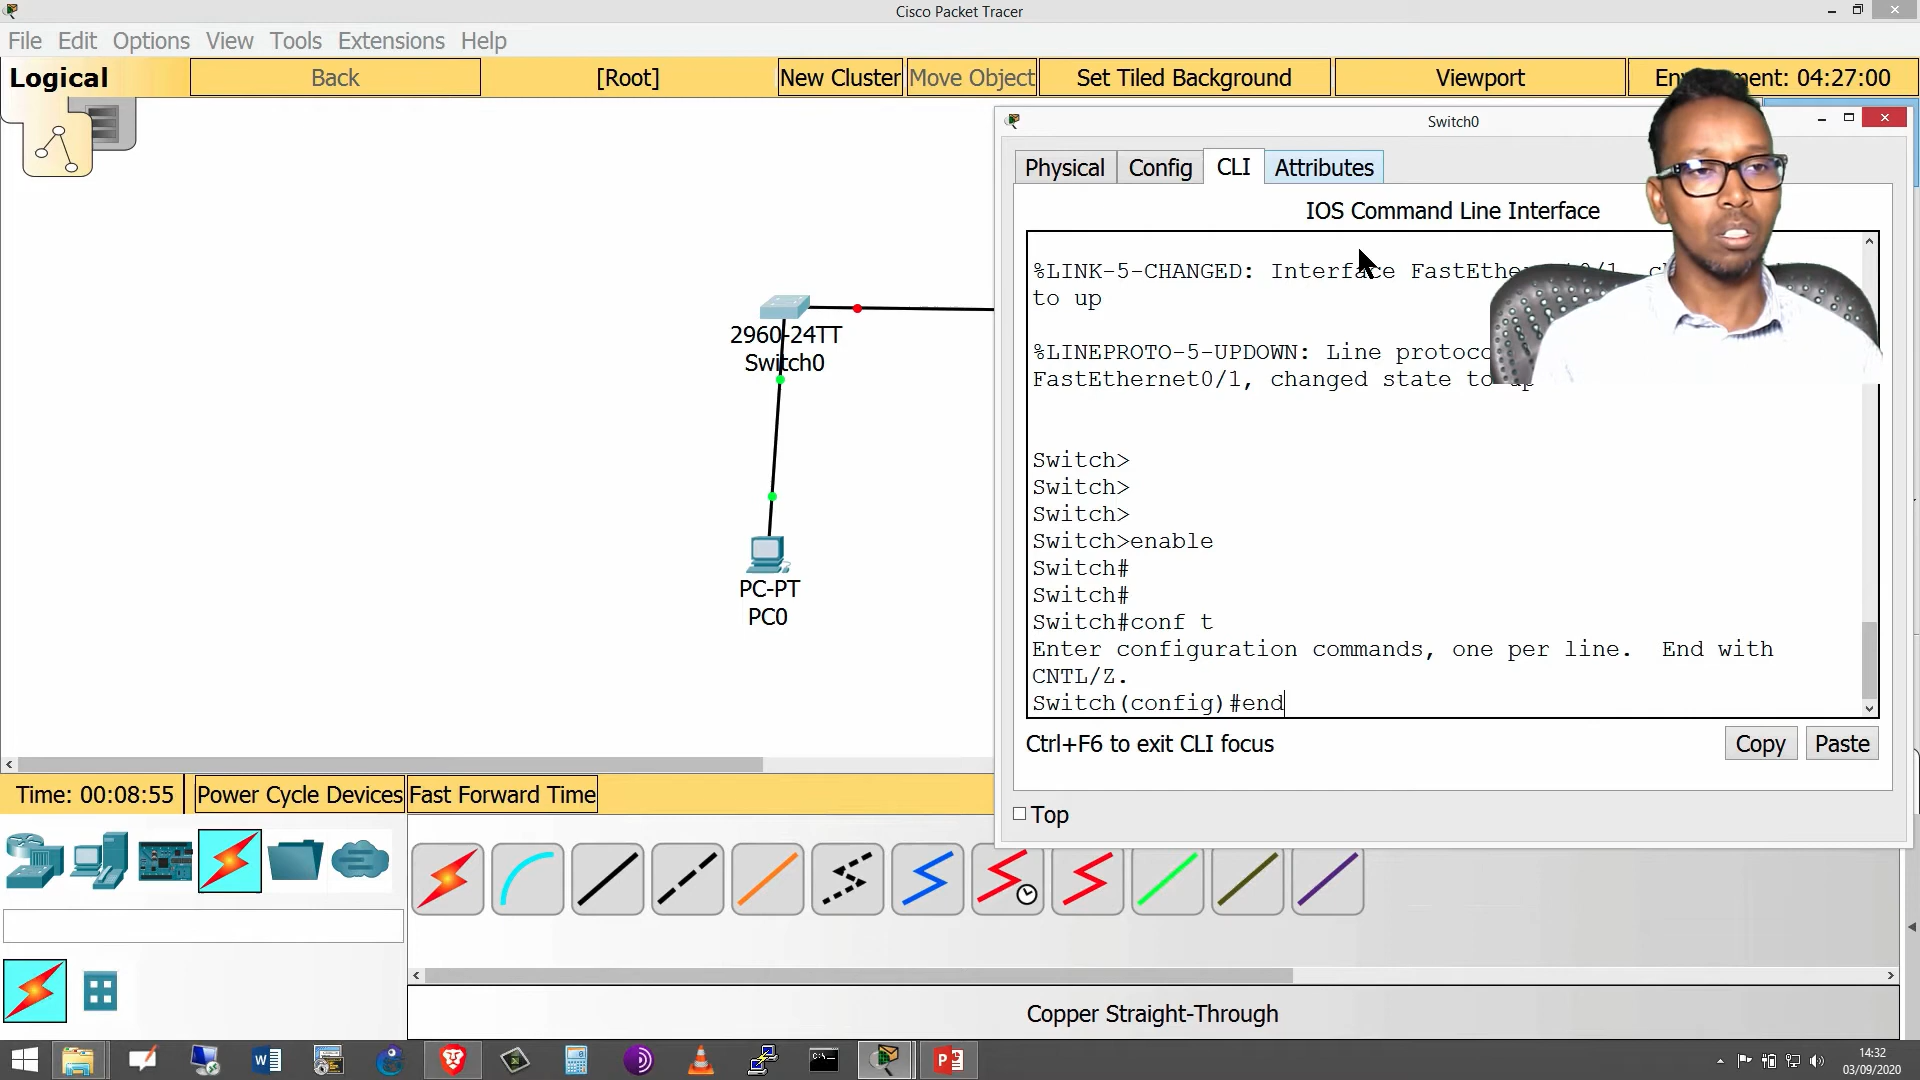 Cisco Packet Tracer
File Edit Options View Tools Extensions Help
Logical Back [Root] New Cluster Move Object Set Tiled Background Viewport ment: 04:27:00
Switch0
Physical Config CLI Attributes
IOS Command Line Interface
%LINK-5-CHANGED: Interface
to up
%LINEPROTO-5-UPDOWN: Line
FastEthernet0/1, changed state to up
Switch>
Switch>
Switch>
Switch>enable
Switch#
Switch#
Switch#conf t
Enter configuration commands, one per line. End with
CNTL/Z.
Switch(config)#end
Ctrl+F6 to exit CLI focus Copy Paste
Top
2960-24TT
Switch0
PC-PT
PC0
Time: 00:08:55 Power Cycle Devices Fast Forward Time
Copper Straight-Through
14:32
03/09/2020